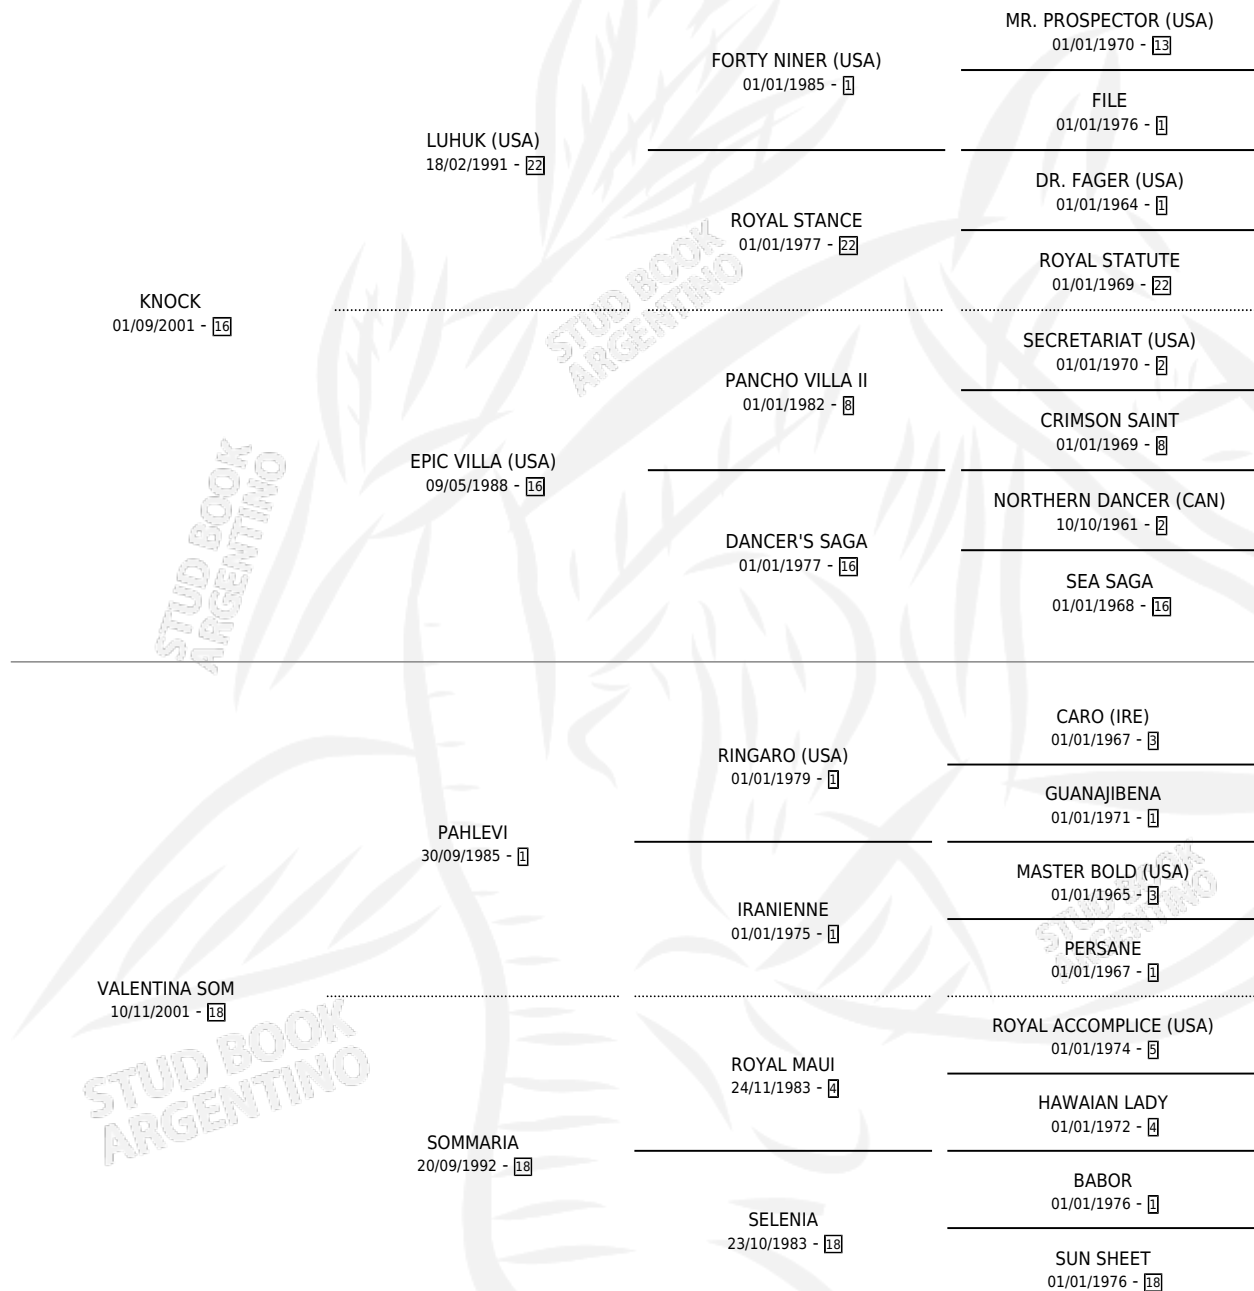 MR. PROSPECTOR (USA)
01/01/1970 - 13
FORTY NINER (USA)
01/01/1985 - 1
FILE
01/01/1976 - 1
LUHUK (USA)
18/02/1991 - 22
DR. FAGER (USA)
01/01/1964 - 1
ROYAL STANCE
01/01/1977 - 22
ROYAL STATUTE
01/01/1969 - 22
KNOCK
01/09/2001 - 16
SECRETARIAT (USA)
01/01/1970 - 2
PANCHO VILLA II
01/01/1982 - 8
CRIMSON SAINT
01/01/1969 - 8
EPIC VILLA (USA)
09/05/1988 - 16
NORTHERN DANCER (CAN)
10/10/1961 - 2
DANCER'S SAGA
01/01/1977 - 16
SEA SAGA
01/01/1968 - 16
STUD BOOK
ARGENTINO
STUD BOOK
ARGENTINO
CARO (IRE)
01/01/1967 - 3
RINGARO (USA)
01/01/1979 - 1
GUANAJIBENA
01/01/1971 - 1
PAHLEVI
30/09/1985 - 1
MASTER BOLD (USA)
01/01/1965 - 3
IRANIENNE
01/01/1975 - 1
PERSANE
01/01/1967 - 1
VALENTINA SOM
10/11/2001 - 18
ROYAL ACCOMPLICE (USA)
01/01/1974 - 5
ROYAL MAUI
24/11/1983 - 4
HAWAIAN LADY
01/01/1972 - 4
SOMMARIA
20/09/1992 - 18
BABOR
01/01/1976 - 1
SELENIA
23/10/1983 - 18
SUN SHEET
01/01/1976 - 18
STUD BOOK
ARGENTINO
STUD BOOK
ARGENTINO